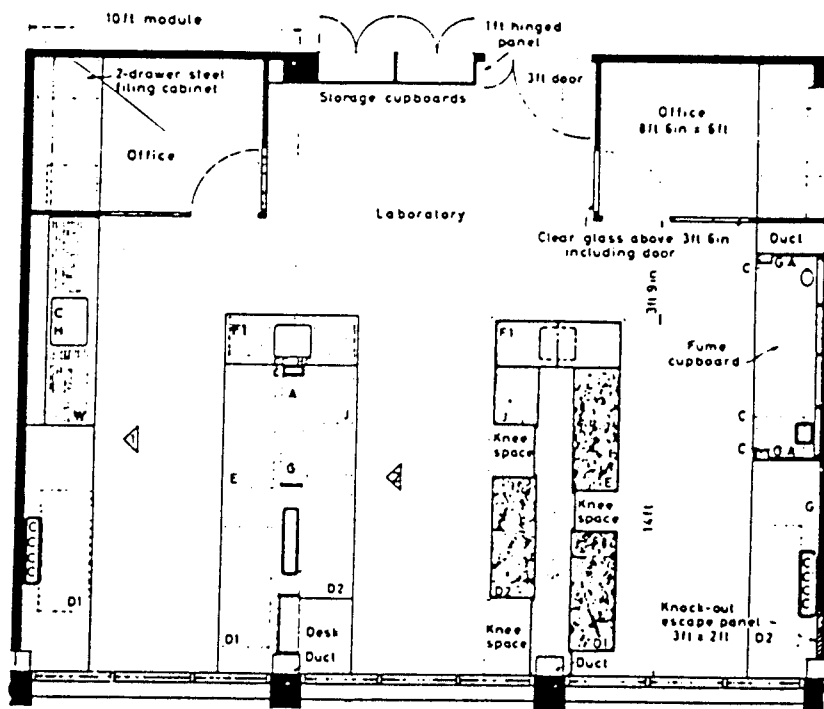 10ft module
1ft hinged
panel
2-drawer steel
filing cabinet
Storage cupboards
3ft door
Office
Office
8ft 6in x 6ft
Laboratory
Clear glass above 3ft 6in
including door
Duct
C
G A
3ft 9in
C
H
F1
F1
Fume
cupboard
A
W
J
J
C
Knee
space
1
G
E
2
E
C
Knee
space
14ft
G
C
C
C
C
D1
D2
D2
Knock-out
escape panel
3ft x 2ft
D1
Desk
Knee
space
D1
D2
Duct
Duct